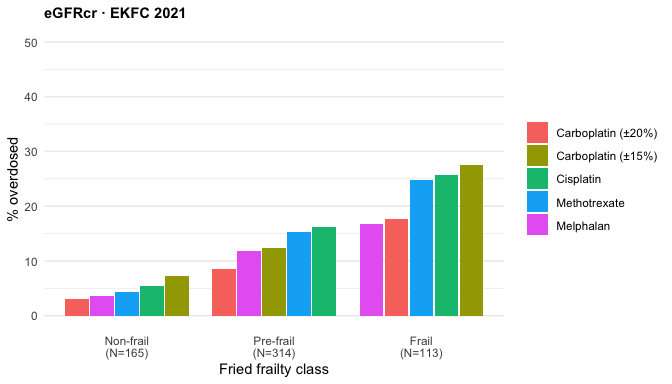 eGFRcr · EKFC 2021
50
40
30
20
10
0
% overdosed
Non-frail
(N=165)
Pre-frail
(N=314)
Frail
(N=113)
Fried frailty class
Carboplatin (±20%)
Carboplatin (±15%)
Cisplatin
Methotrexate
Melphalan